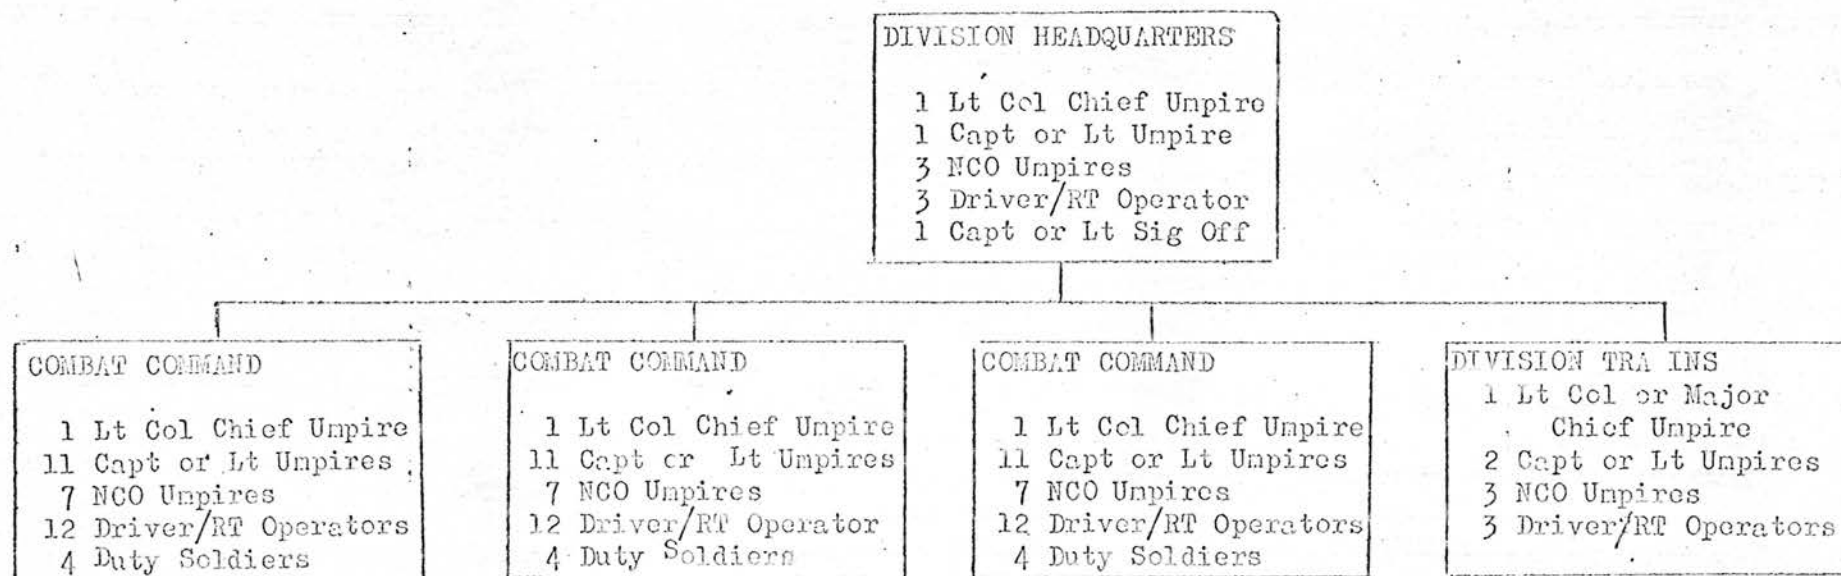 DIVISION HEADQUARTERS
1 Lt Col Chief Umpire
1 Capt or Lt Umpire
3 NCO Umpires
3 Driver/RT Operator
1 Capt or Lt Sig Off
COMBAT COMMAND
1 Lt Col Chief Umpire
11 Capt or Lt Umpires
7 NCO Umpires
12 Driver/RT Operators
4 Duty Soldiers
COMBAT COMMAND
1 Lt Col Chief Umpire
11 Capt or Lt Umpires
7 NCO Umpires
12 Driver/RT Operator
4 Duty Soldiers
COMBAT COMMAND
1 Lt Col Chief Umpire
11 Capt or Lt Umpires
7 NCO Umpires
12 Driver/RT Operators
4 Duty Soldiers
DIVISION TRA INS
1 Lt Col or Major
Chief Umpire
2 Capt or Lt Umpires
3 NCO Umpires
3 Driver/RT Operators